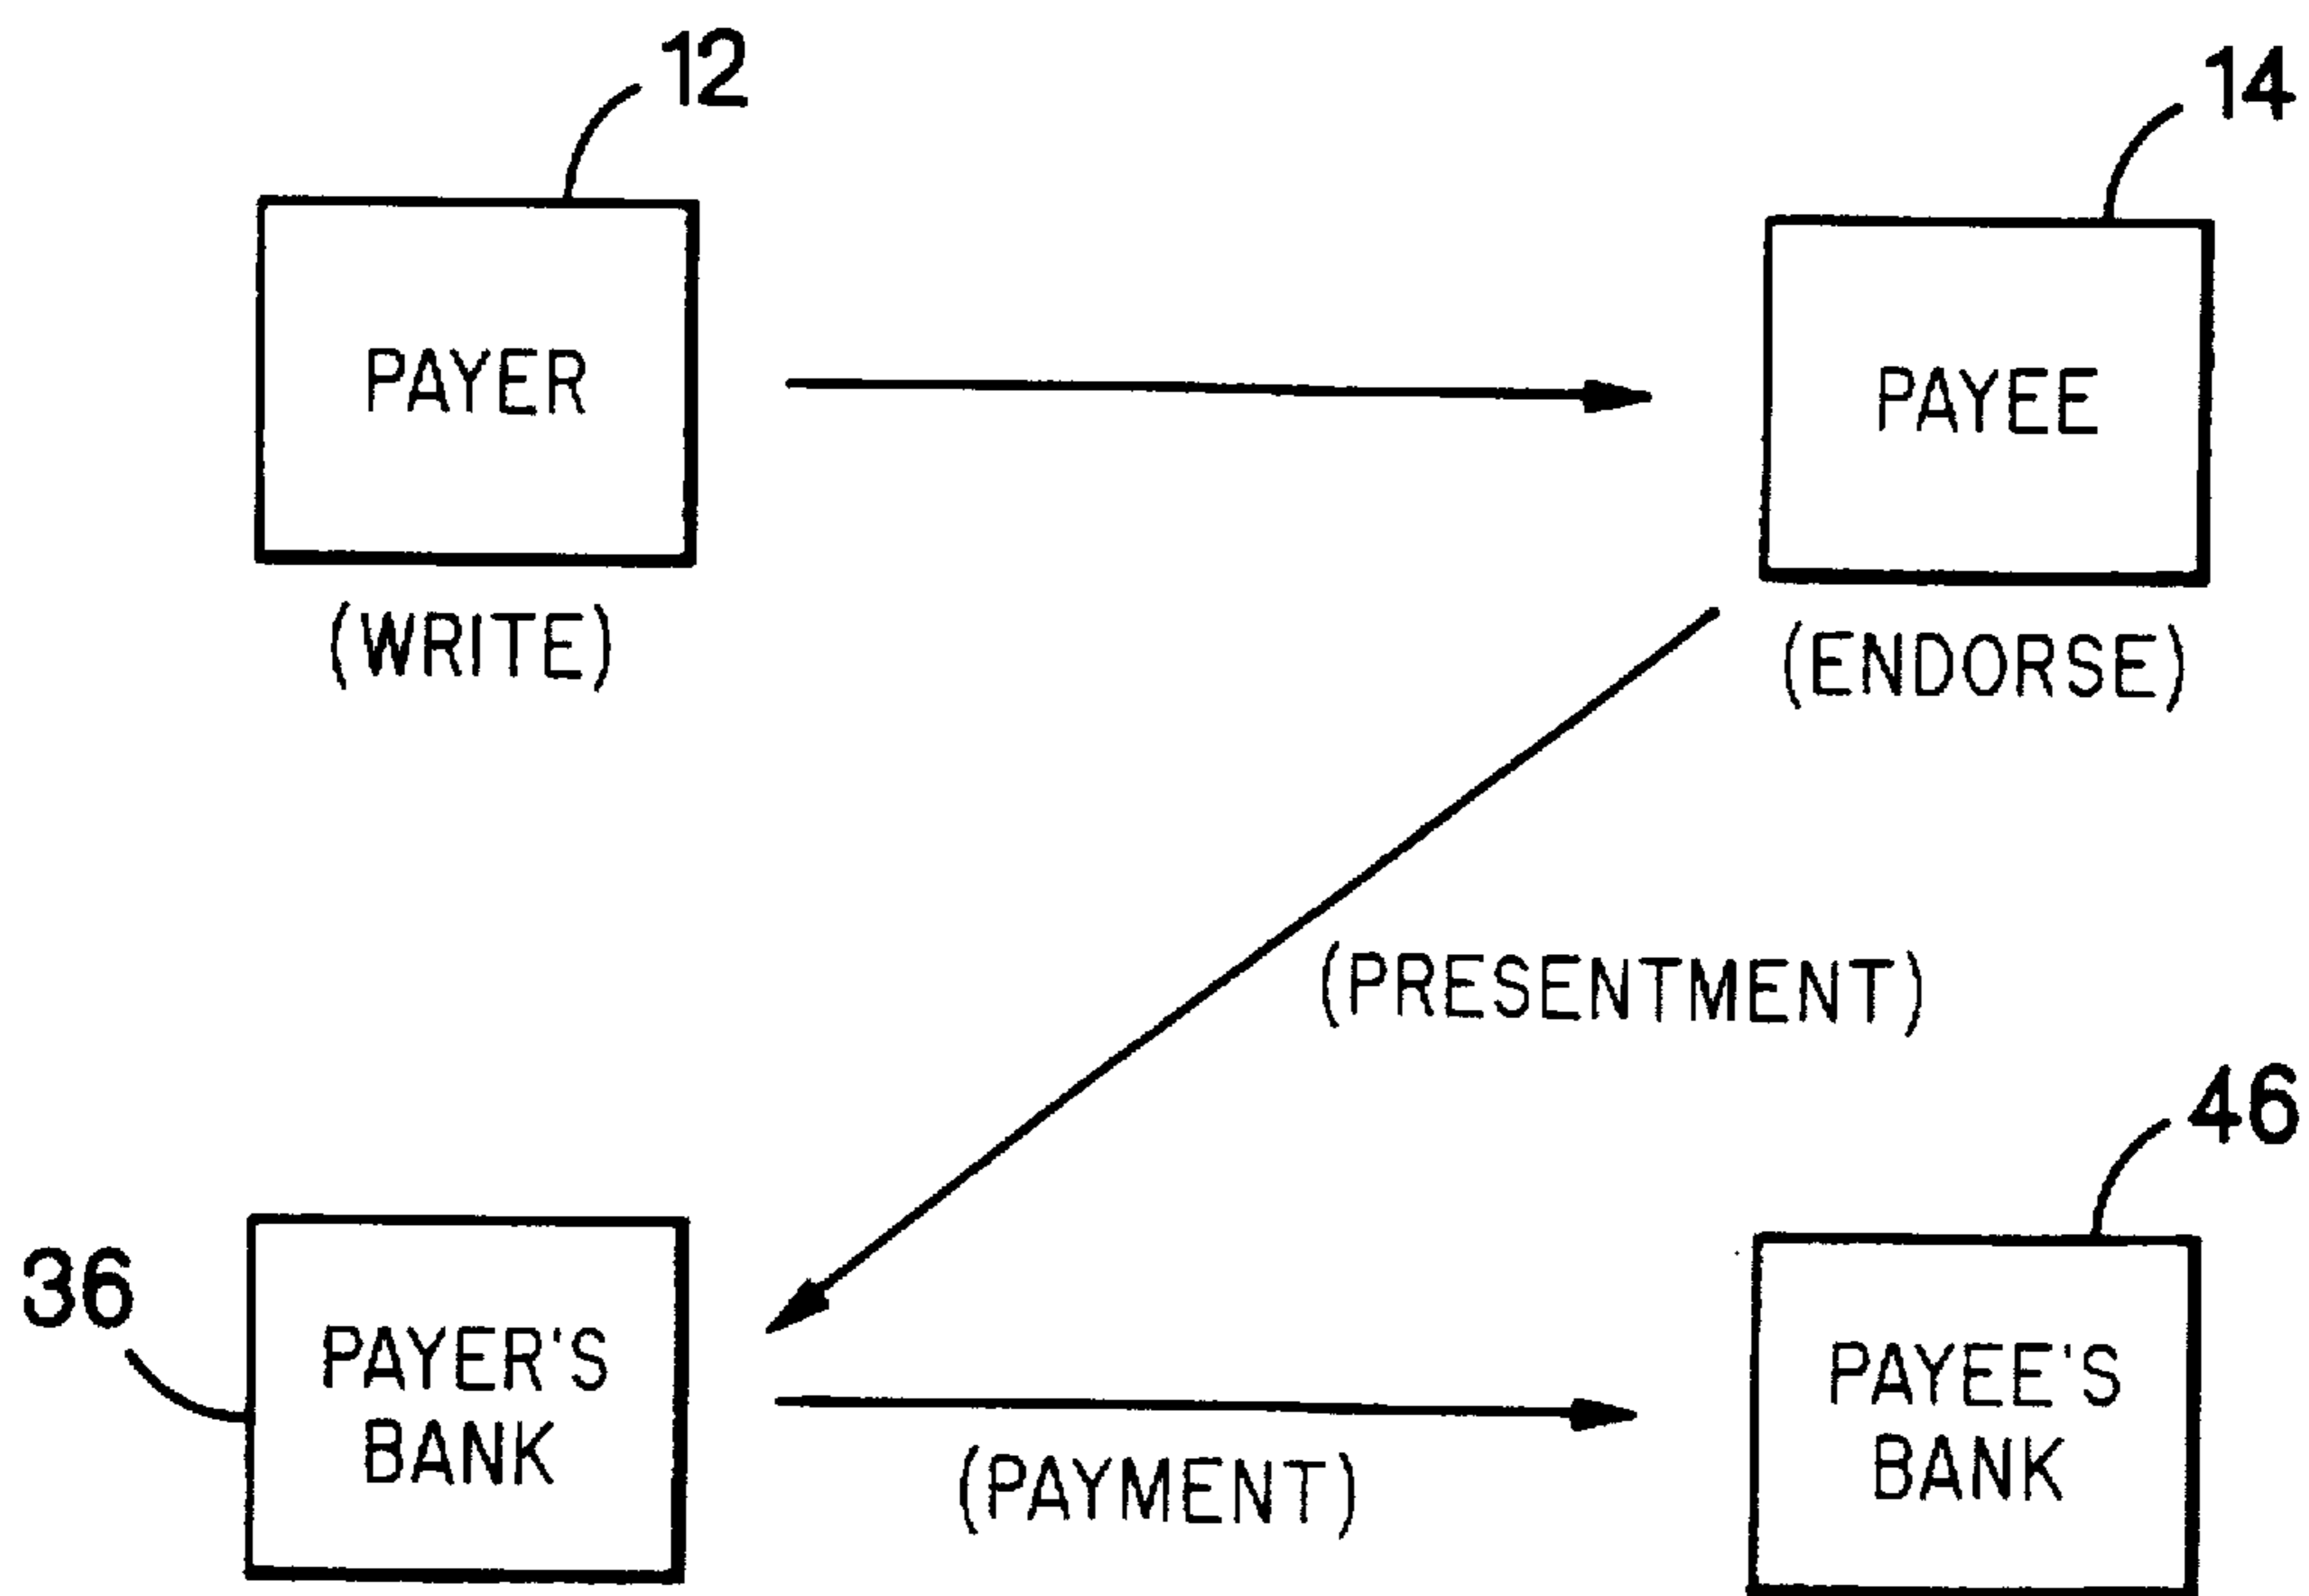 12
14
PAYER
PAYEE
(WRITE)
(ENDORSE)
(PRESENTMENT)
46
36
PAYER'S
BANK
PAYEE'S
BANK
(PAYMENT)